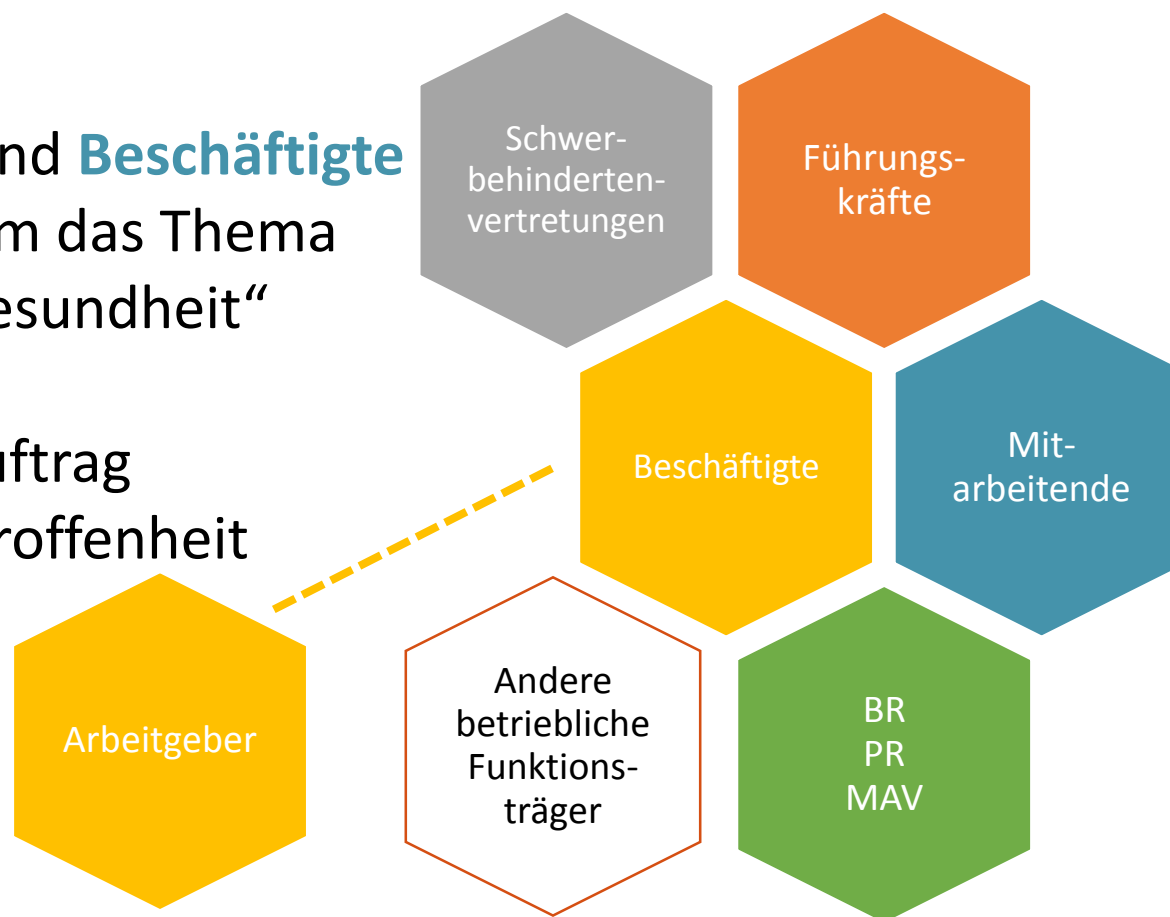 nd Beschäftigte
m das Thema
esundheit“
uftrag
roffenheit
Schwer-
behinderten-
vertretungen
Führungs-
kräfte
Beschäftigte
Mit-
arbeitende
Arbeitgeber
Andere
betriebliche
Funktions-
träger
BR
PR
MAV